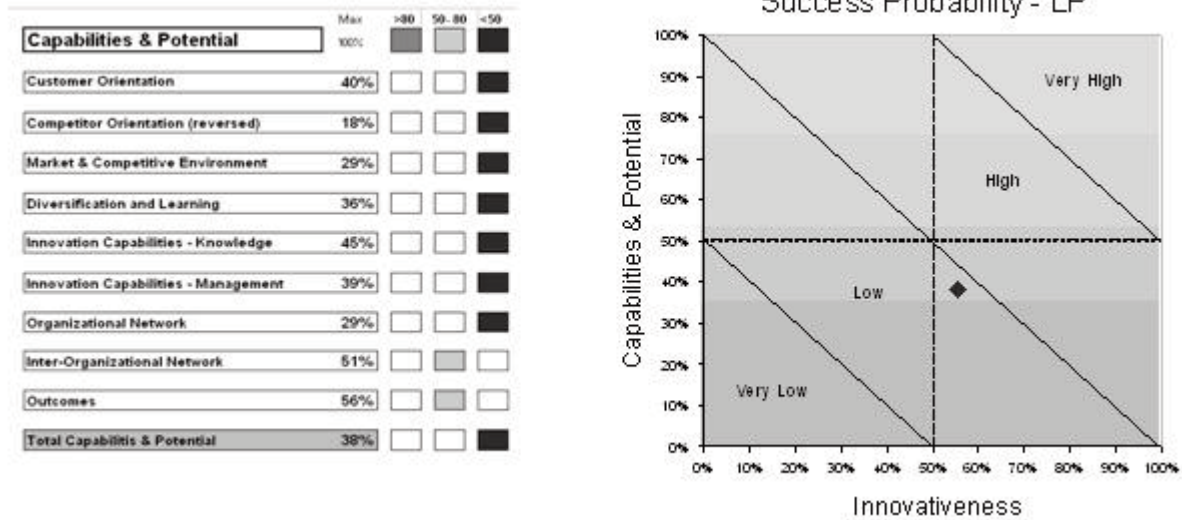 Max >80 50-80 <50
Capabilities & Potential 100%
Customer Orientation 40%
Competitor Orientation (reversed) 18%
Market & Competitive Environment 29%
Diversification and Learning 36%
Innovation Capabilities - Knowledge 45%
Innovation Capabilities - Management 39%
Organizational Network 29%
Inter-Organizational Network 51%
Outcomes 56%
Total Capabilitis & Potential 38%
Success Probability -
Capabilities & Potential
100%
90%
80%
70%
60%
50%
40%
30%
20%
10%
0%
Very High
High
Low
Very Low
0% 10% 20% 30% 40% 50% 60% 70% 80% 90% 100%
Innovativeness